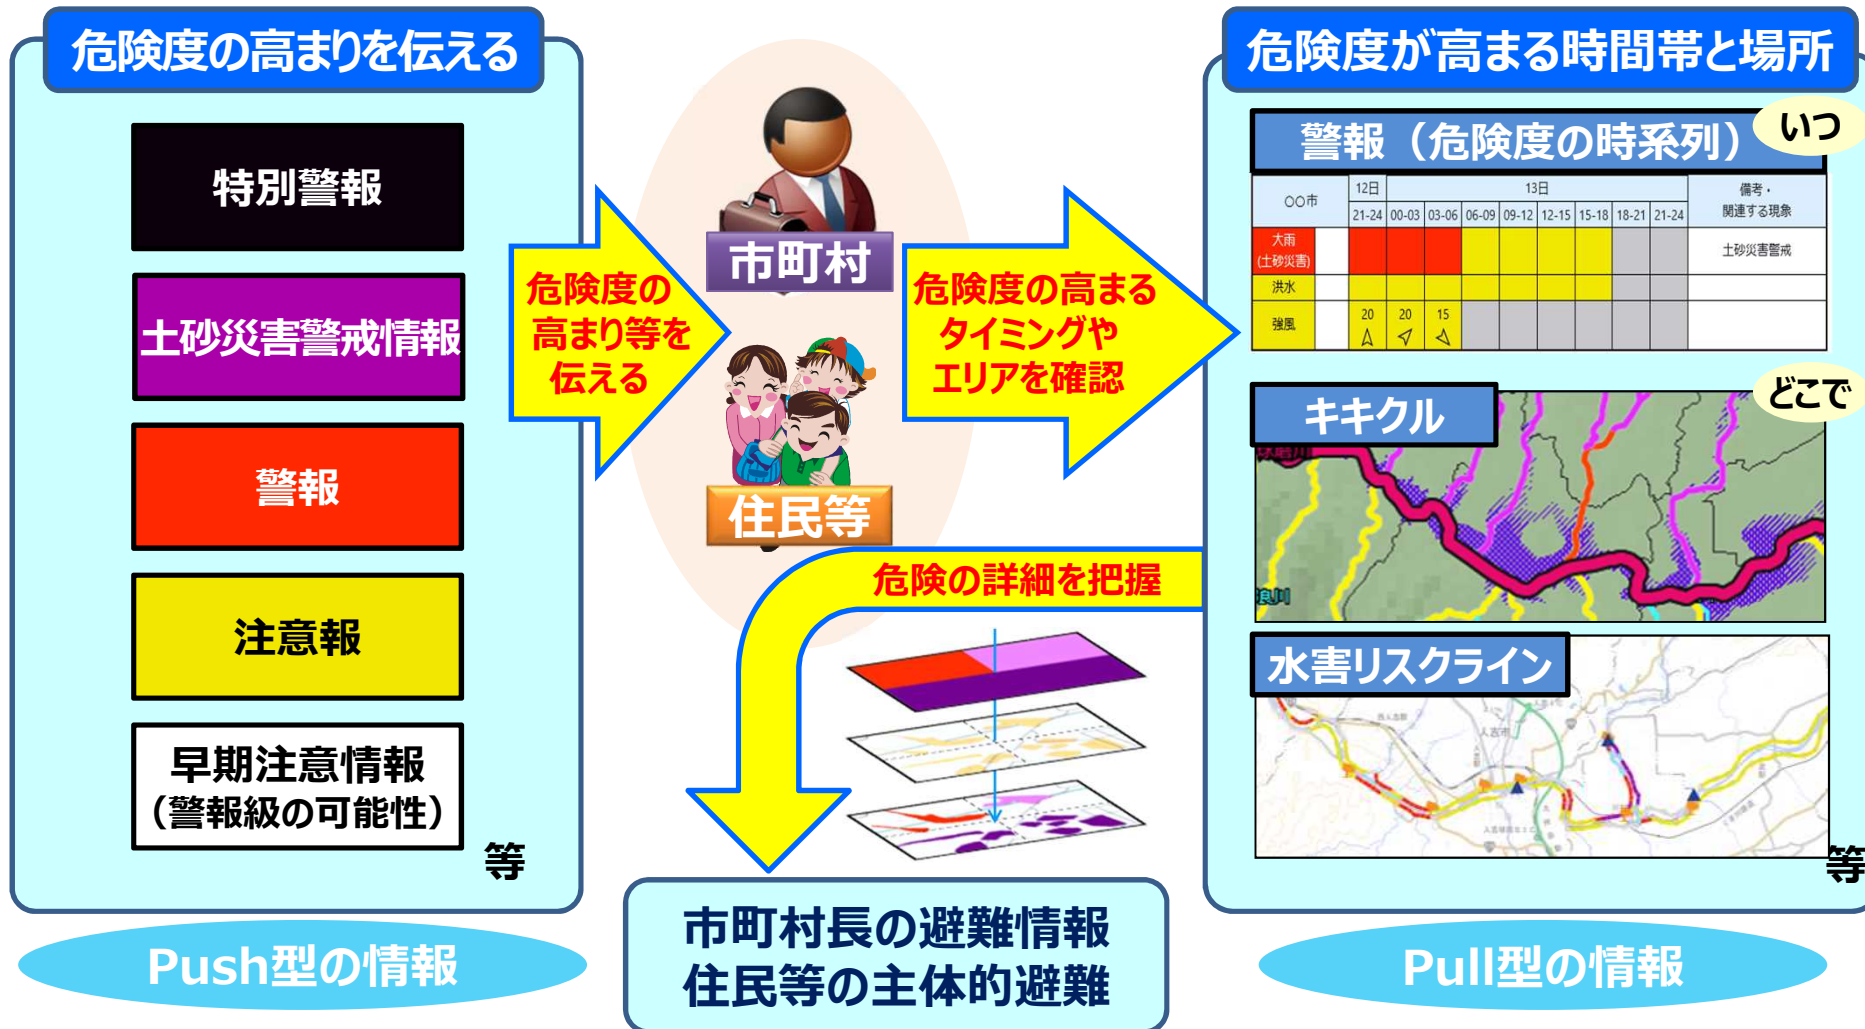 危険度の高まりを伝える
特別警報
土砂災害警戒情報
警報
注意報
早期注意情報
（警報級の可能性）
等
Push型の情報
危険度の
高まり等を
伝える
市町村
住民等
危険度の高まる
タイミングや
エリアを確認
危険の詳細を把握
市町村長の避難情報
住民等の主体的避難
危険度が高まる時間帯と場所
警報（危険度の時系列）
いつ
〇〇市
12日
13日
備考・
関連する現象
21-24 00-03 03-06 06-09 09-12 12-15 15-18 18-21 21-24
大雨
(土砂災害)
土砂災害警戒
洪水
強風
20 20 15
どこで
キキクル
球磨川
水害リスクライン
人吉市
等
Pull型の情報